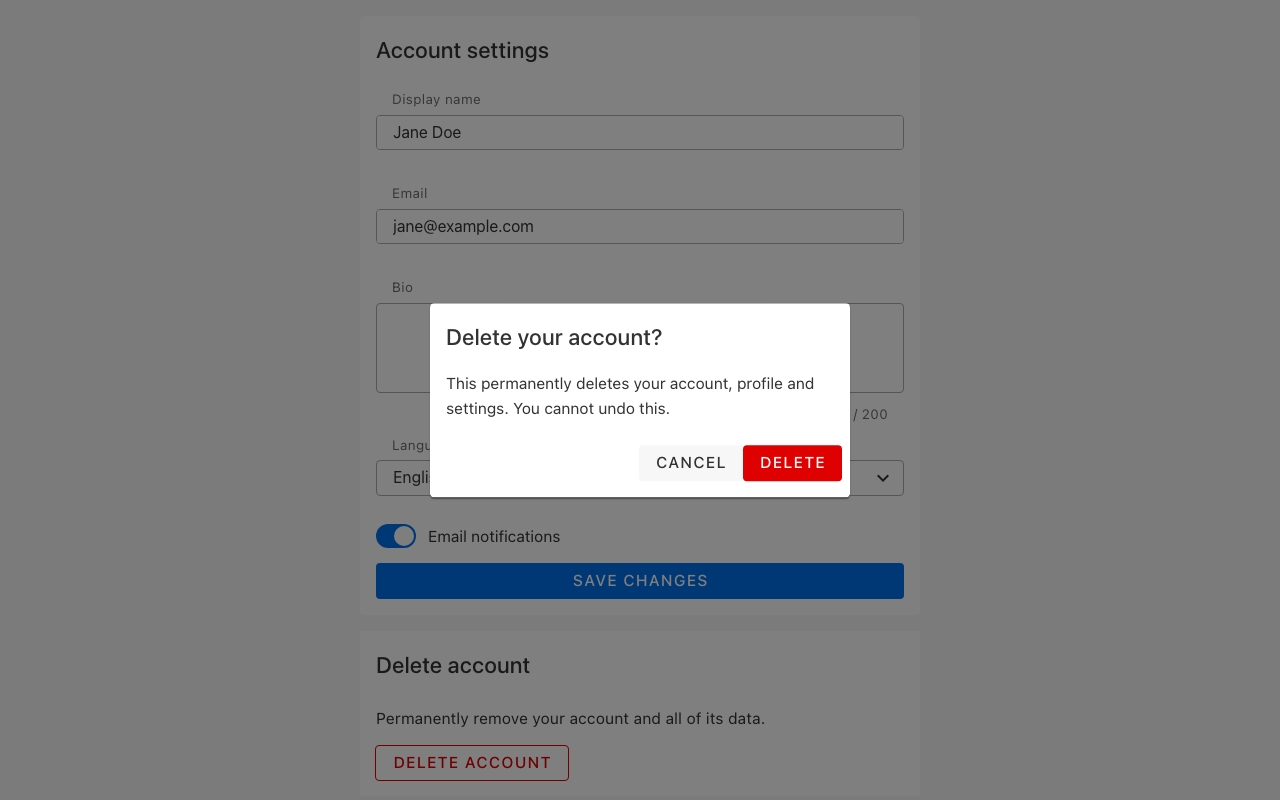 Account settings
Display name
Jane Doe
Email
jane@example.com
Bio
/ 200
Delete your account?
This permanently deletes your account, profile and
settings. You cannot undo this.
CANCEL
DELETE
Email notifications
SAVE CHANGES
Delete account
Permanently remove your account and all of its data.
DELETE ACCOUNT